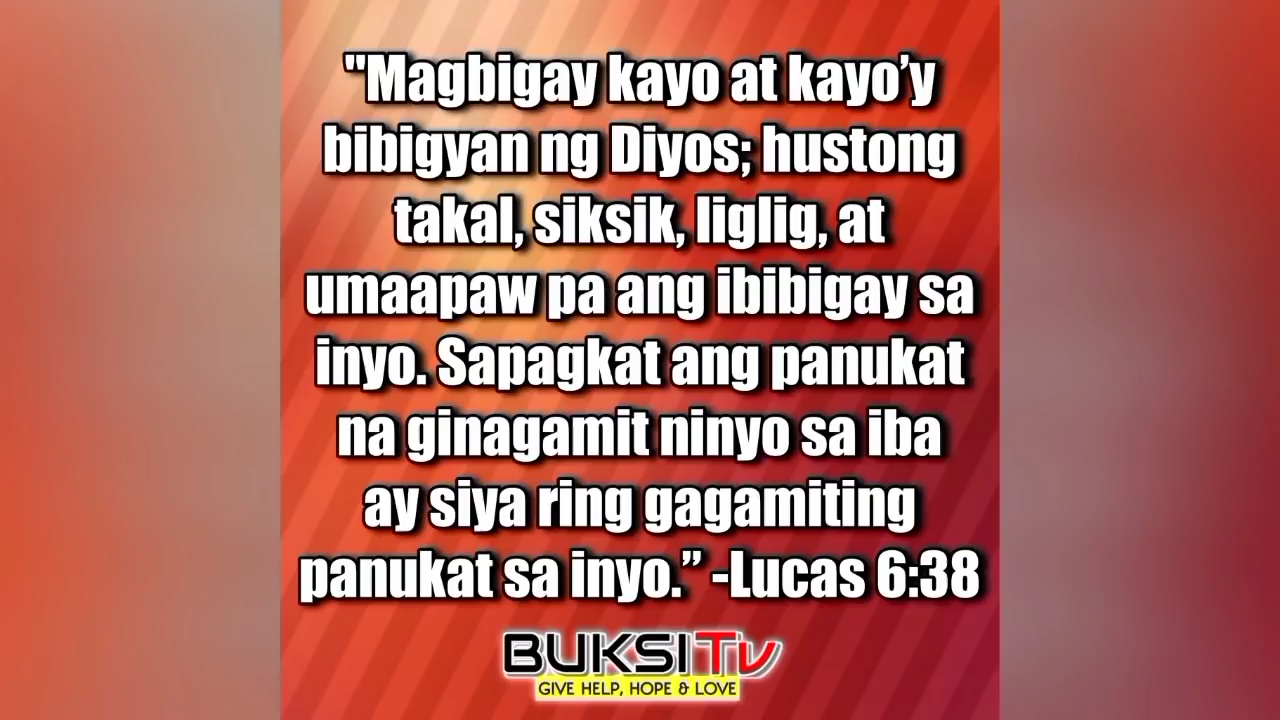 "Magbigay kayo at kayo’y
bibigyan ng Diyos; hustong
takal, siksik, liglig, at
umaapaw pa ang ibibigay sa
inyo. Sapagkat ang panukat
na ginagamit ninyo sa iba
ay siya ring gagamiting
panukat sa inyo.” -Lucas 6:38
BUKSI Tv
GIVE HELP, HOPE & LOVE